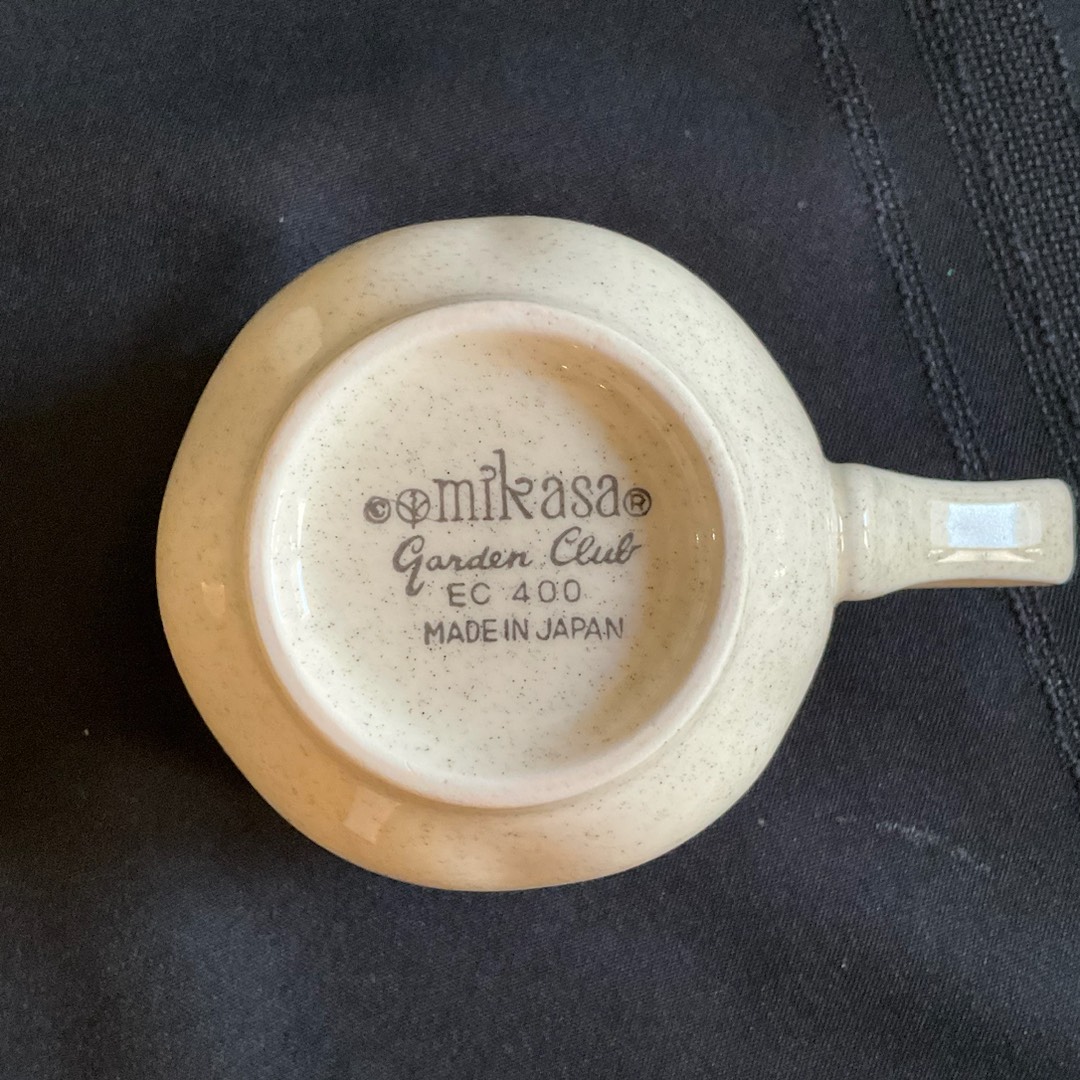 ©mikasa®
Garden Club
EC 400
MADE IN JAPAN